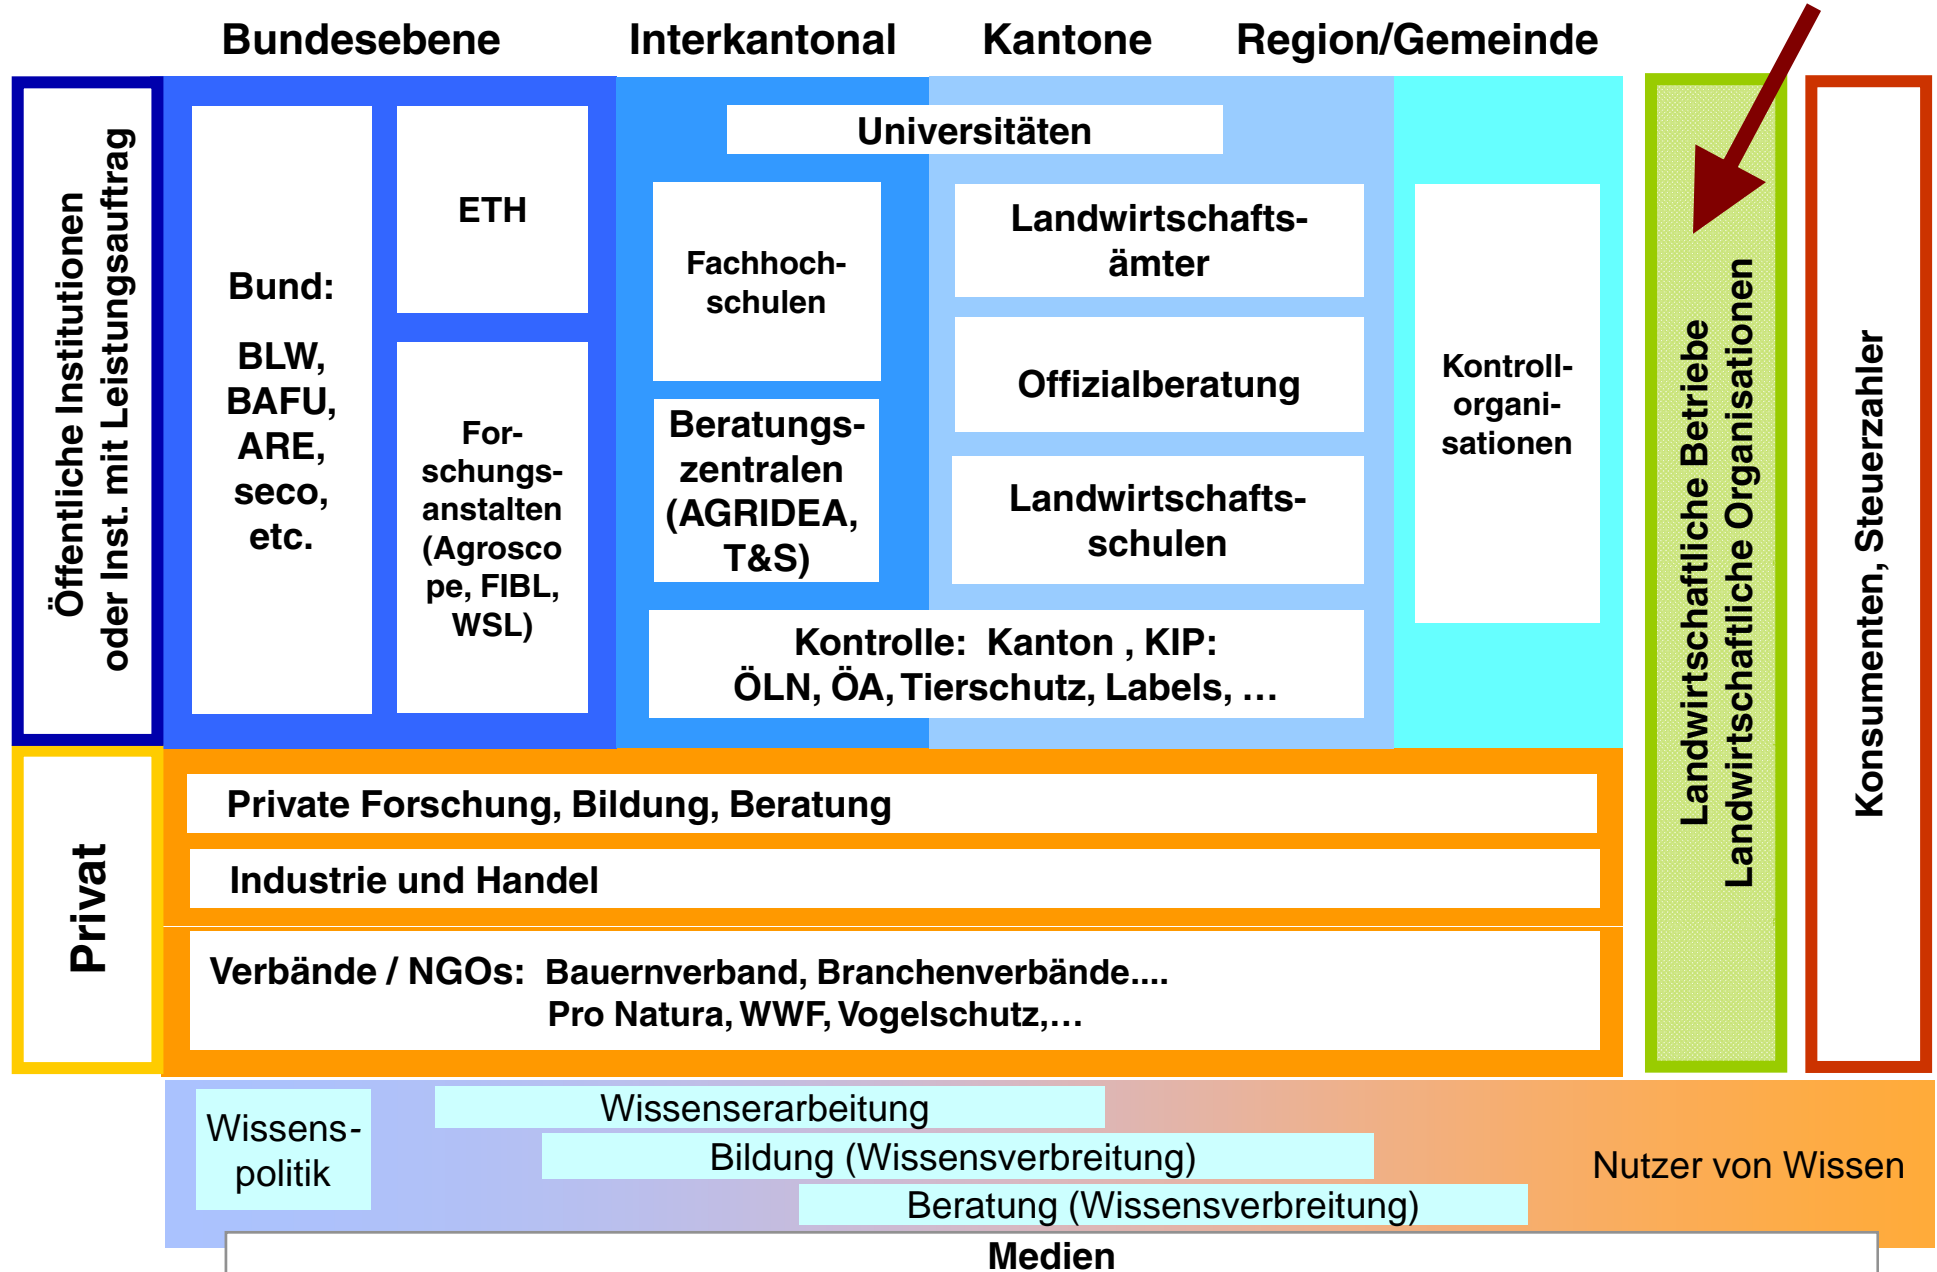 Bundesebene
Interkantonal
Kantone
Region/Gemeinde
Öffentliche Institutionen
oder Inst. mit Leistungsauftrag
Bund:
BLW,
BAFU,
ARE,
seco,
etc.
ETH
For-
schungs-
anstalten
(Agrosco
pe, FIBL,
WSL)
Universitäten
Fachhoch-
schulen
Beratungs-
zentralen
(AGRIDEA,
T&S)
Landwirtschafts-
ämter
Offizialberatung
Landwirtschafts-
schulen
Kontrolle: Kanton , KIP:
ÖLN, ÖA, Tierschutz, Labels, …
Kontroll-
organi-
sationen
Landwirtschaftliche Betriebe
Landwirtschaftliche Organisationen
Konsumenten, Steuerzahler
Privat
Private Forschung, Bildung, Beratung
Industrie und Handel
Verbände / NGOs: Bauernverband, Branchenverbände....
Pro Natura, WWF, Vogelschutz,…
Wissens-
politik
Wissenserarbeitung
Bildung (Wissensverbreitung)
Beratung (Wissensverbreitung)
Nutzer von Wissen
Medien